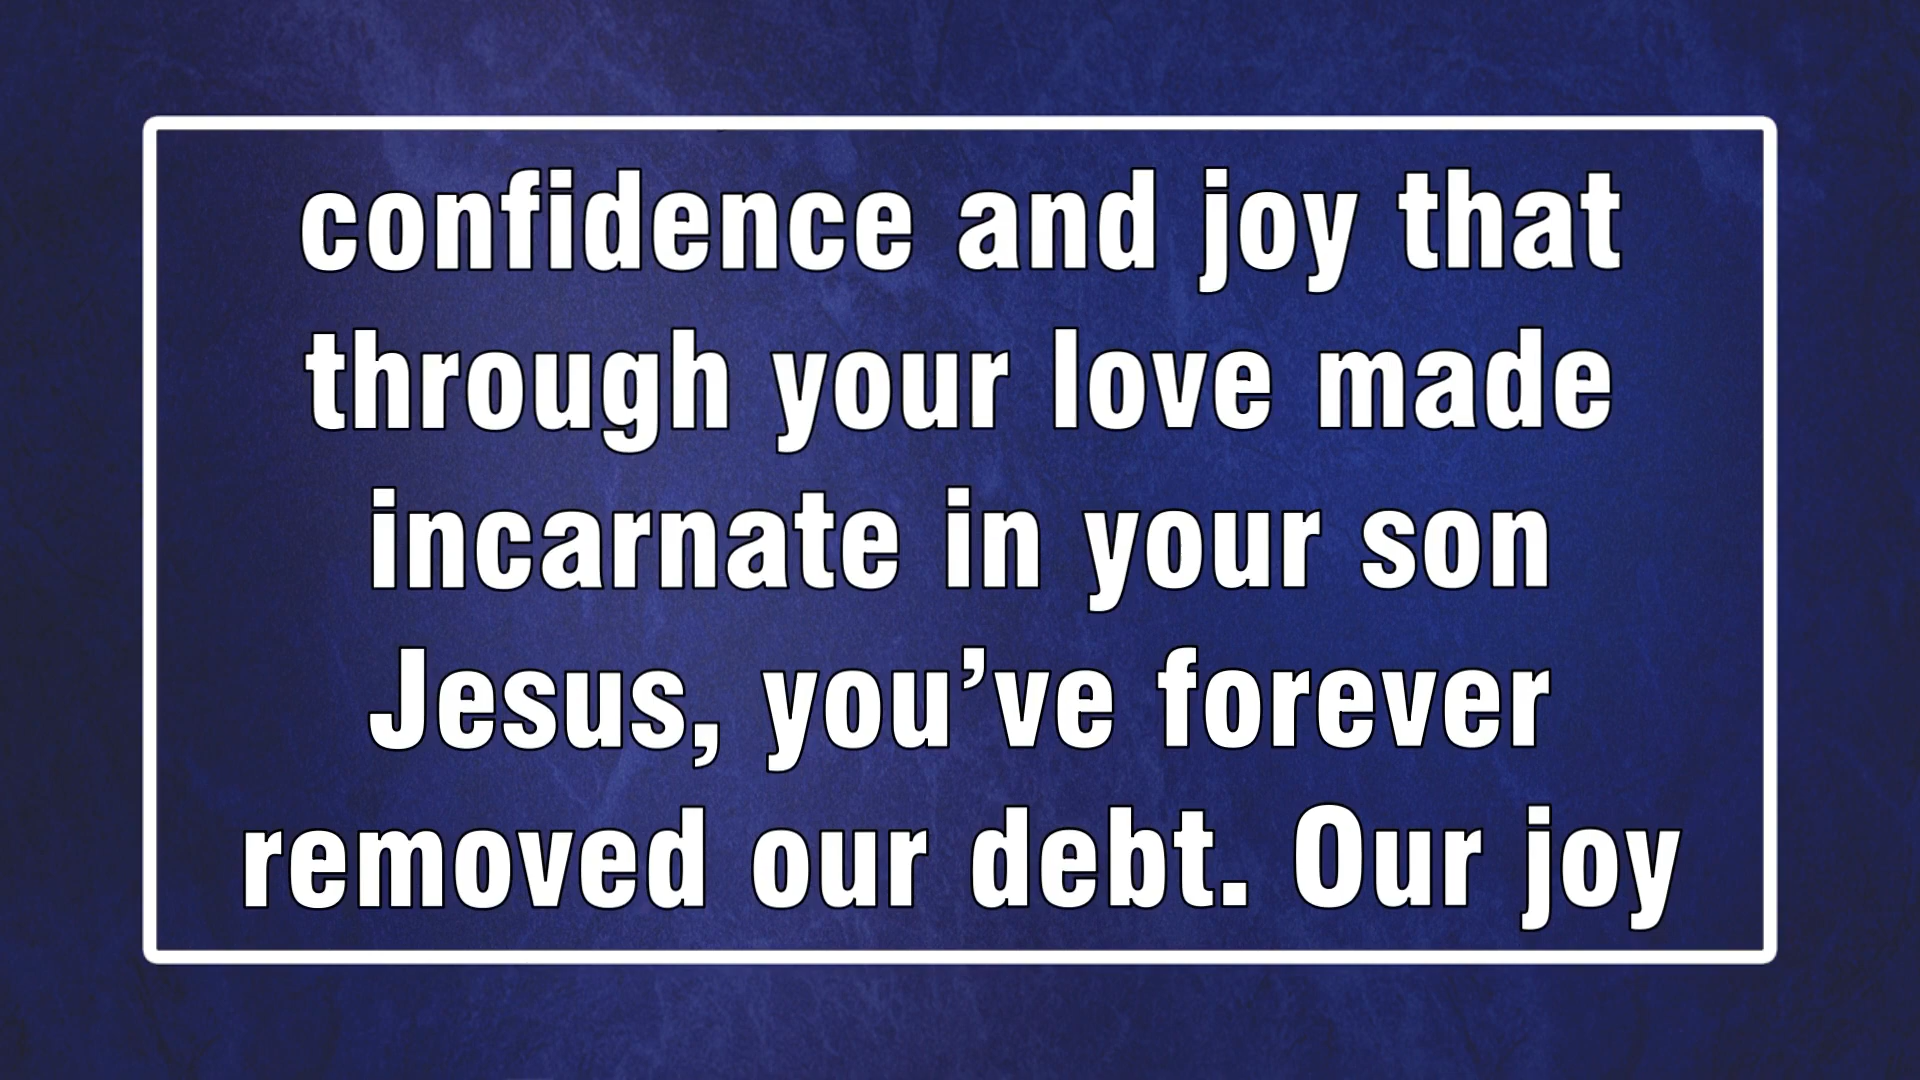 confidence and joy that
through your love made
incarnate in your son
Jesus, you’ve forever
removed our debt. Our joy